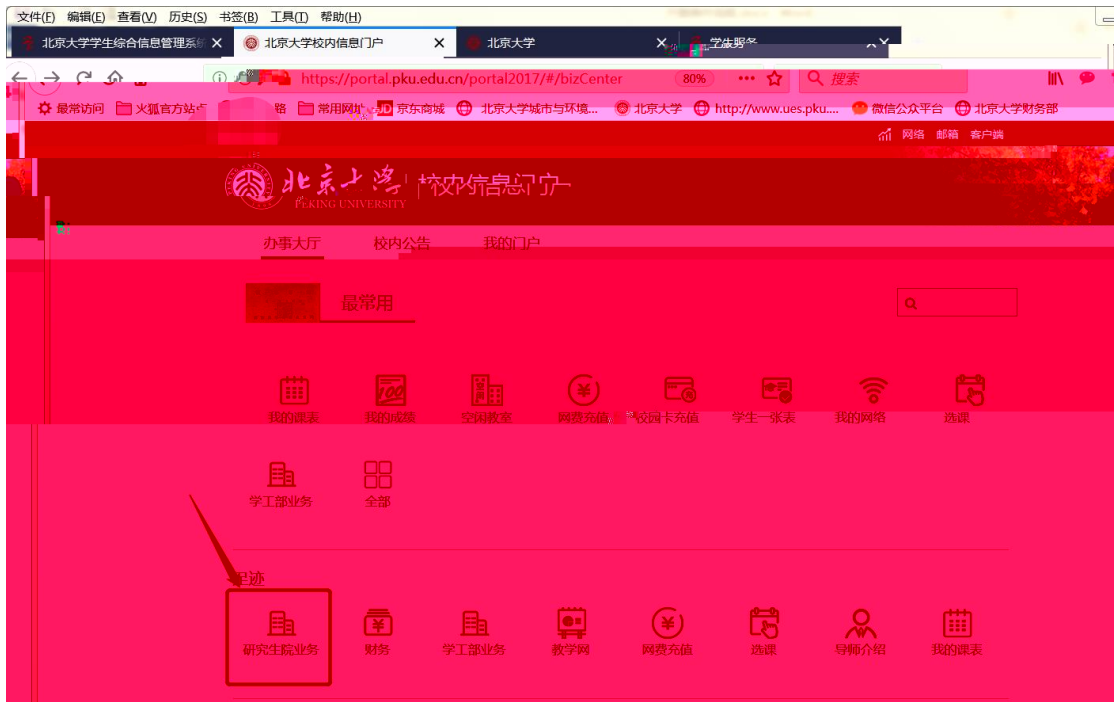 文件(F) 编辑(E) 查看(V) 历史(S) 书签(B) 工具(T) 帮助(H)
北京大学学生综合信息管理系统 北京大学校内信息门户 北京大学
https://portal.pku.edu.cn/portal2017/#/bizCenter 80% 搜索
最常访问 火狐官方站点 常用网址 JD 京东商城 北京大学城市与环境... 北京大学 http://www.ues.pku.... 微信公众平台 北京大学财务部
网络 邮箱 客户端
北京大学 校内信息门户
PEKING UNIVERSITY
办事大厅 校内公告 我的门户
最常用
我的课表 我的成绩 空闲教室 网费充值 校园卡充值 学生一张表 我的网络 选课
学工部业务 全部
足迹
研究生院业务 财务 学工部业务 教学网 网费充值 选课 导师介绍 我的课表